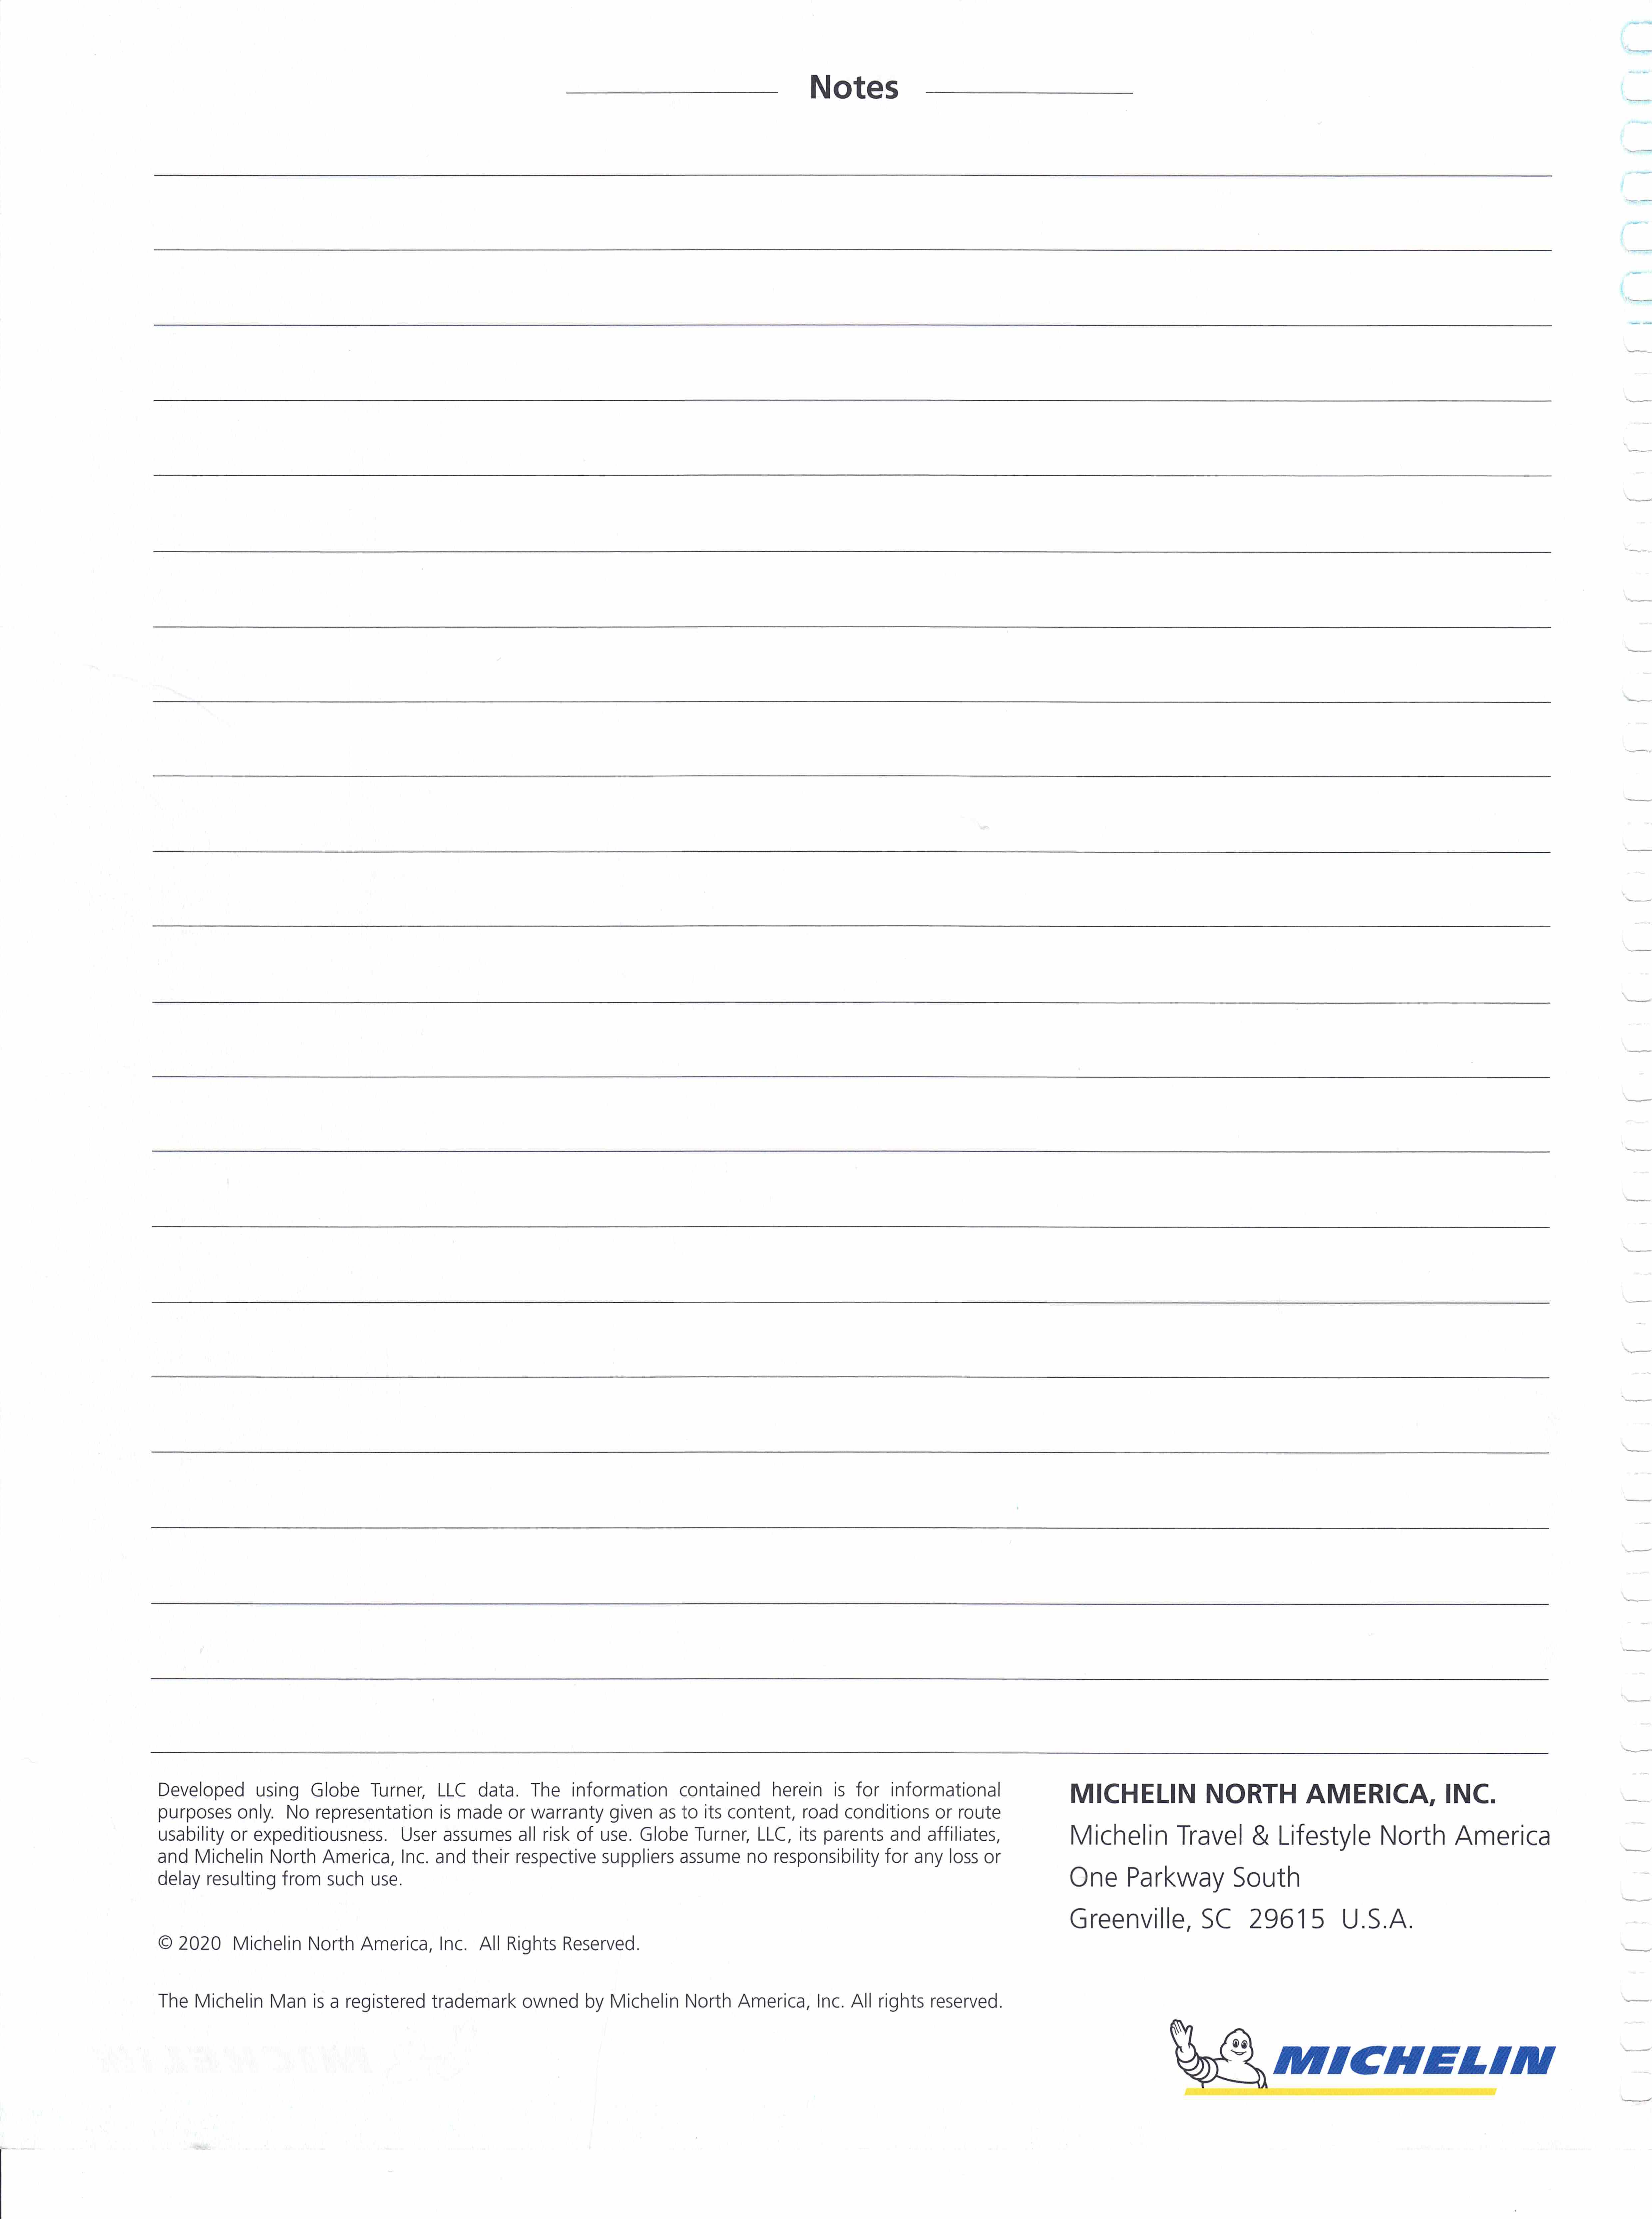 Notes
Developed using Globe Turner, LLC data. The information contained herein is for informational
purposes only. No representation is made or warranty given as to its content, road conditions or route
usability or expeditiousness. User assumes all risk of use. Globe Turner, LLC, its parents and affiliates,
and Michelin North America, Inc. and their respective suppliers assume no responsibility for any loss or
delay resulting from such use.
© 2020 Michelin North America, Inc. All Rights Reserved.
The Michelin Man is a registered trademark owned by Michelin North America, Inc. All rights reserved.
MICHELIN NORTH AMERICA, INC.
Michelin Travel & Lifestyle North America
One Parkway South
Greenville, SC 29615 U.S.A.
MICHELIN